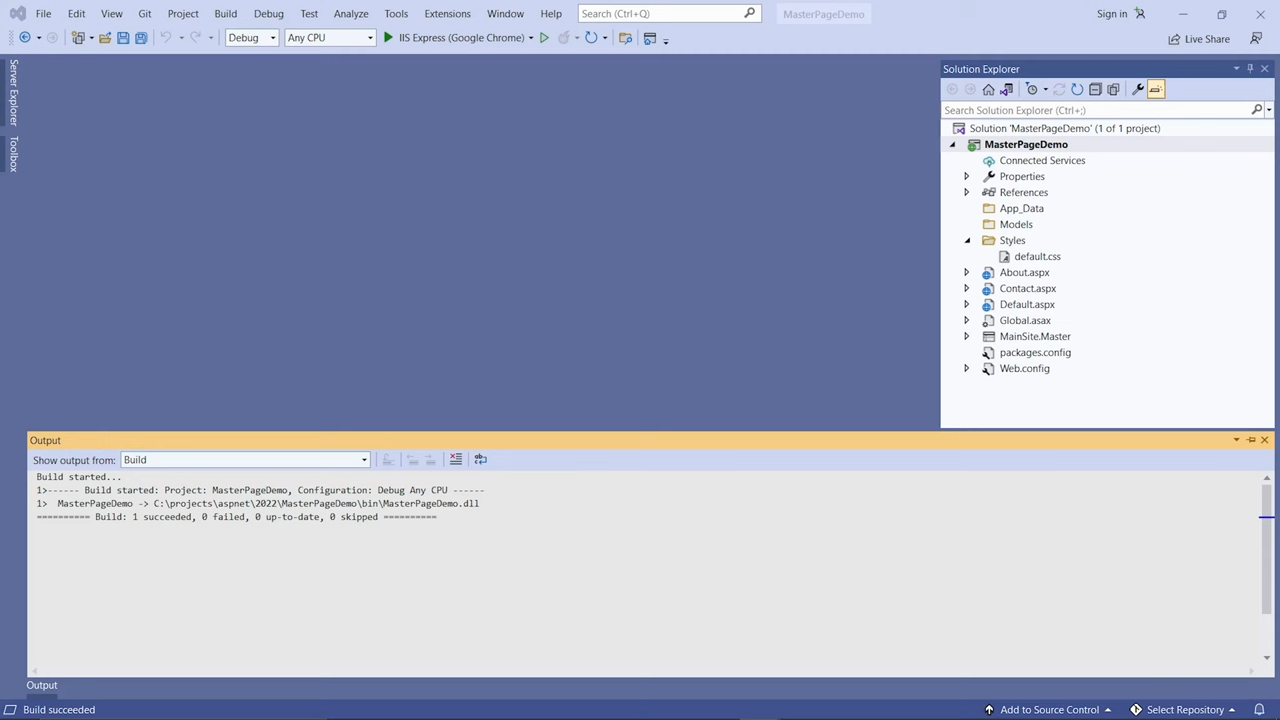 File Edit View Git Project Build Debug Test Analyze Tools Extensions Window Help Search (Ctrl+Q) MasterPageDemo Sign in
Debug Any CPU IIS Express (Google Chrome) Live Share
Server Explorer
Toolbox
Solution Explorer
Search Solution Explorer (Ctrl+;)
Solution 'MasterPageDemo' (1 of 1 project)
MasterPageDemo
Connected Services
Properties
References
App_Data
Models
Styles
default.css
About.aspx
Contact.aspx
Default.aspx
Global.asax
MainSite.Master
packages.config
Web.config
Output
Show output from: Build
Build started...
1>------ Build started: Project: MasterPageDemo, Configuration: Debug Any CPU ------
1>  MasterPageDemo -> C:\projects\aspnet\2022\MasterPageDemo\bin\MasterPageDemo.dll
========== Build: 1 succeeded, 0 failed, 0 up-to-date, 0 skipped ==========
Output
Build succeeded Add to Source Control Select Repository